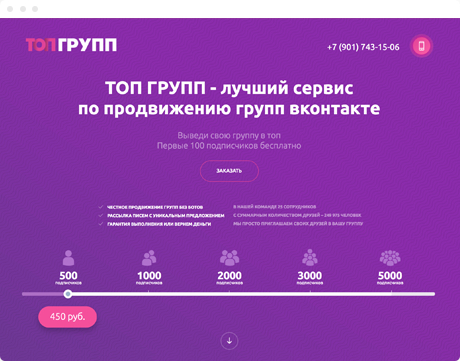 ТОПГРУПП
+7 (901) 743-15-06
ТОП ГРУПП - лучший сервис
по продвижению групп вконтакте
Выведи свою группу в топ
Первые 100 подписчиков бесплатно
ЗАКАЗАТЬ
ЧЕСТНОЕ ПРОДВИЖЕНИЕ ГРУПП БЕЗ БОТОВ
РАССЫЛКА ПИСЕМ С УНИКАЛЬНЫМ ПРЕДЛОЖЕНИЕМ
ГАРАНТИЯ ВЫПОЛНЕНИЯ ИЛИ ВЕРНЕМ ДЕНЬГИ
В НАШЕЙ КОМАНДЕ 25 СОТРУДНИКОВ
С СУММАРНЫМ КОЛИЧЕСТВОМ ДРУЗЕЙ – 249 972 ЧЕЛОВЕК
МЫ ПРОСТО ПРИГЛАШАЕМ СВОИХ ДРУЗЕЙ В ВАШУ ГРУППУ
500
подписчиков
1000
подписчиков
2000
подписчиков
3000
подписчиков
5000
подписчиков
450 руб.